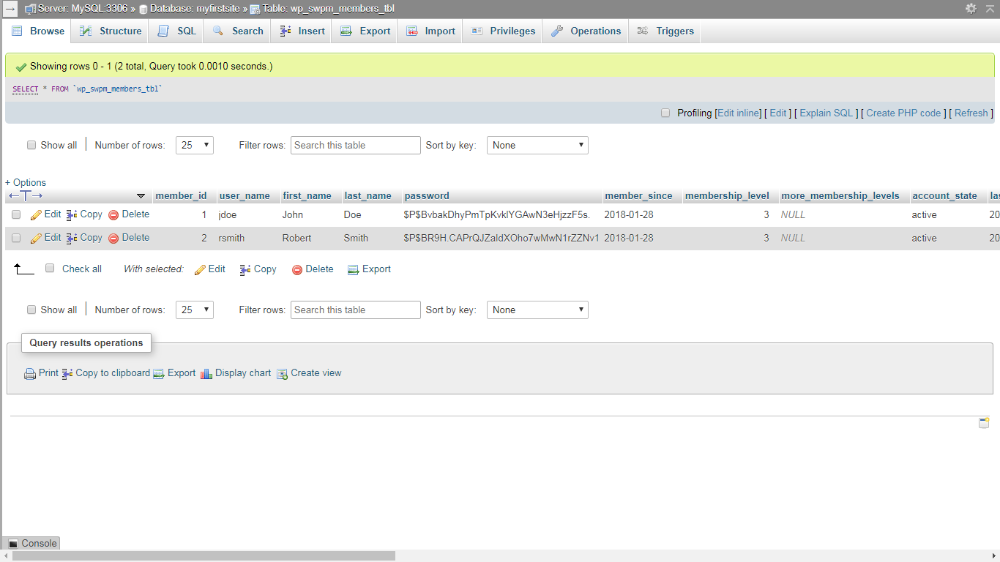 Server: MySQL:3306 » Database: myfirstsite » Table: wp_swpm_members_tbl
Browse Structure SQL Search Insert Export Import Privileges Operations Triggers
Showing rows 0 - 1 (2 total, Query took 0.0010 seconds.)
SELECT * FROM `wp_swpm_members_tbl`
Profiling [Edit inline] [ Edit ] [ Explain SQL ] [ Create PHP code ] [ Refresh ]
Show all Number of rows: 25 Filter rows: Search this table Sort by key: None
+ Options
member_id user_name first_name last_name password member_since membership_level more_membership_levels account_state las
Edit Copy Delete 1 jdoe John Doe $P$BvbakDhyPmTpKvklYGAwN3eHjzzF5s. 2018-01-28 3 NULL active 20
Edit Copy Delete 2 rsmith Robert Smith $P$BR9H.CAPrQJZaldXOho7wMwN1rZZNv1 2018-01-28 3 NULL active 20
Check all With selected: Edit Copy Delete Export
Show all Number of rows: 25 Filter rows: Search this table Sort by key: None
Query results operations
Print Copy to clipboard Export Display chart Create view
Console